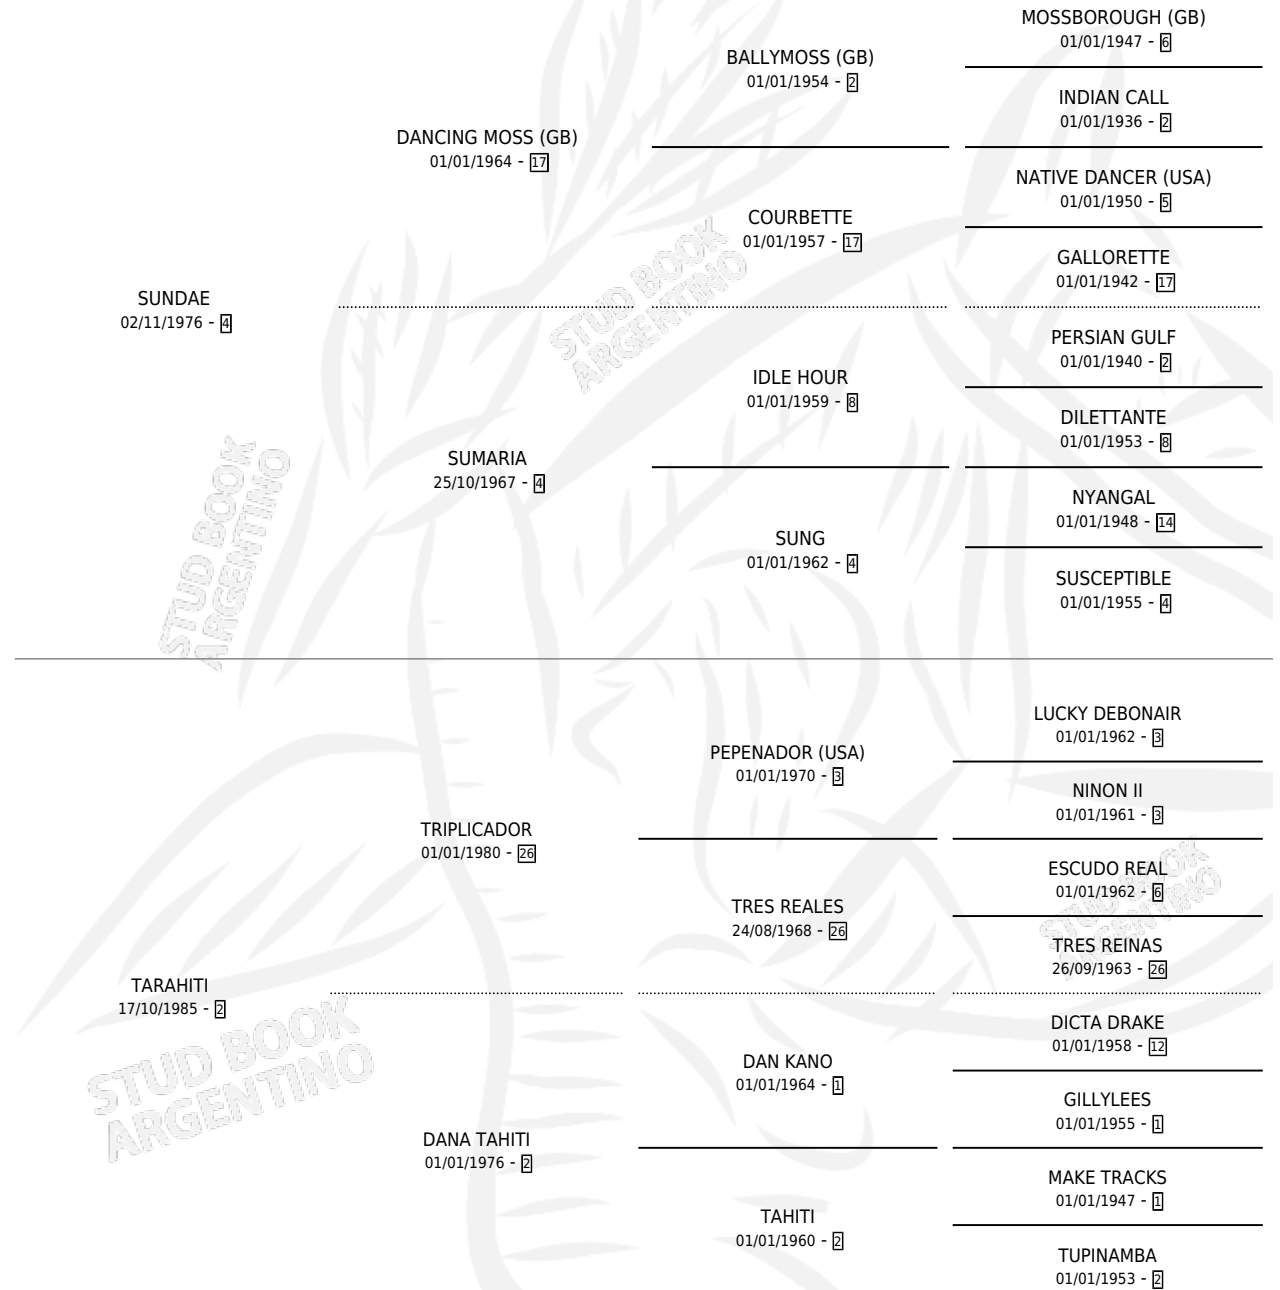 MOSSBOROUGH (GB)
01/01/1947 - 6
BALLYMOSS (GB)
01/01/1954 - 2
INDIAN CALL
01/01/1936 - 2
DANCING MOSS (GB)
01/01/1964 - 17
NATIVE DANCER (USA)
01/01/1950 - 5
COURBETTE
01/01/1957 - 17
GALLORETTE
01/01/1942 - 17
SUNDAE
02/11/1976 - 4
PERSIAN GULF
01/01/1940 - 2
IDLE HOUR
01/01/1959 - 8
DILETTANTE
01/01/1953 - 8
SUMARIA
25/10/1967 - 4
NYANGAL
01/01/1948 - 14
SUNG
01/01/1962 - 4
SUSCEPTIBLE
01/01/1955 - 4
LUCKY DEBONAIR
01/01/1962 - 3
PEPENADOR (USA)
01/01/1970 - 3
NINON II
01/01/1961 - 3
TRIPLICADOR
01/01/1980 - 26
ESCUDO REAL
01/01/1962 - 6
TRES REALES
24/08/1968 - 26
TRES REINAS
26/09/1963 - 26
TARAHITI
17/10/1985 - 2
DICTA DRAKE
01/01/1958 - 12
DAN KANO
01/01/1964 - 1
GILLYLEES
01/01/1955 - 1
DANA TAHITI
01/01/1976 - 2
MAKE TRACKS
01/01/1947 - 1
TAHITI
01/01/1960 - 2
TUPINAMBA
01/01/1953 - 2
STUD BOOK
ARGENTINO
STUD BOOK
ARGENTINO
STUD BOOK
ARGENTINO
STUD BOOK
ARGENTINO